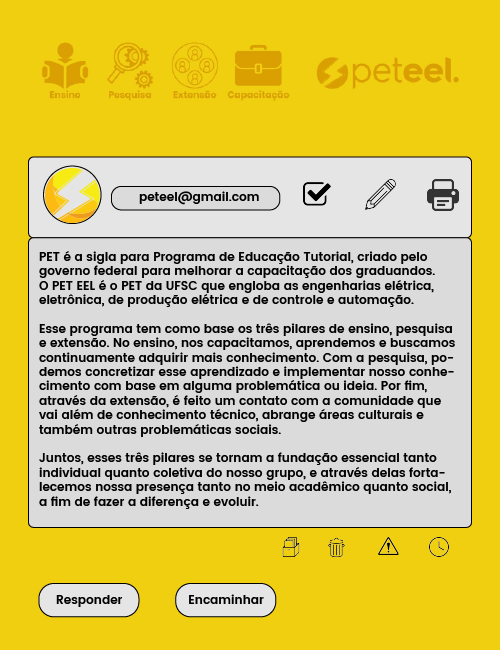 Ensino Pesquisa Extensão Capacitação
peteel.
peteel@gmail.com
PET é a sigla para Programa de Educação Tutorial, criado pelo
governo federal para melhorar a capacitação dos graduandos.
O PET EEL é o PET da UFSC que engloba as engenharias elétrica,
eletrônica, de produção elétrica e de controle e automação.
Esse programa tem como base os três pilares de ensino, pesquisa
e extensão. No ensino, nos capacitamos, aprendemos e buscamos
continuamente adquirir mais conhecimento. Com a pesquisa, po-
demos concretizar esse aprendizado e implementar nosso conhe-
cimento com base em alguma problemática ou ideia. Por fim,
através da extensão, é feito um contato com a comunidade que
vai além de conhecimento técnico, abrange áreas culturais e
também outras problemáticas sociais.
Juntos, esses três pilares se tornam a fundação essencial tanto
individual quanto coletiva do nosso grupo, e através delas forta-
lecemos nossa presença tanto no meio acadêmico quanto social,
a fim de fazer a diferença e evoluir.
Responder Encaminhar